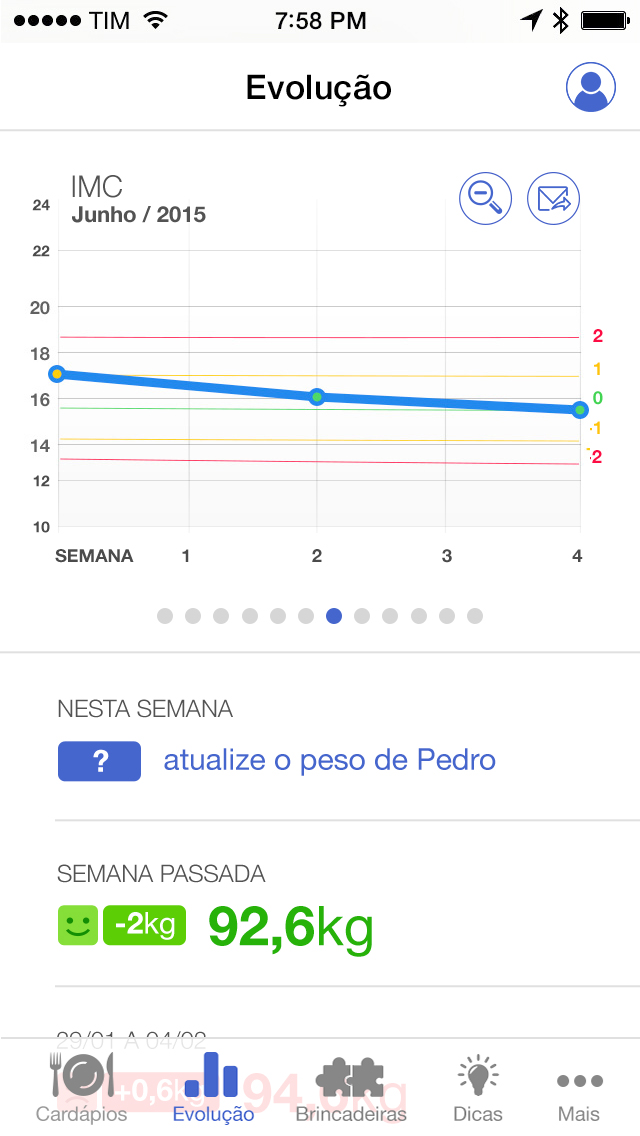 TIM 7:58 PM
Evolução
IMC
Junho / 2015
24
22
20
18
16
14
12
10
2
1
0
-1
-2
SEMANA 1 2 3 4
NESTA SEMANA
? atualize o peso de Pedro
SEMANA PASSADA
-2kg 92,6kg
29/01 A 04/02
+0,6kg 94,6kg
Cardápios Evolução Brincadeiras Dicas Mais